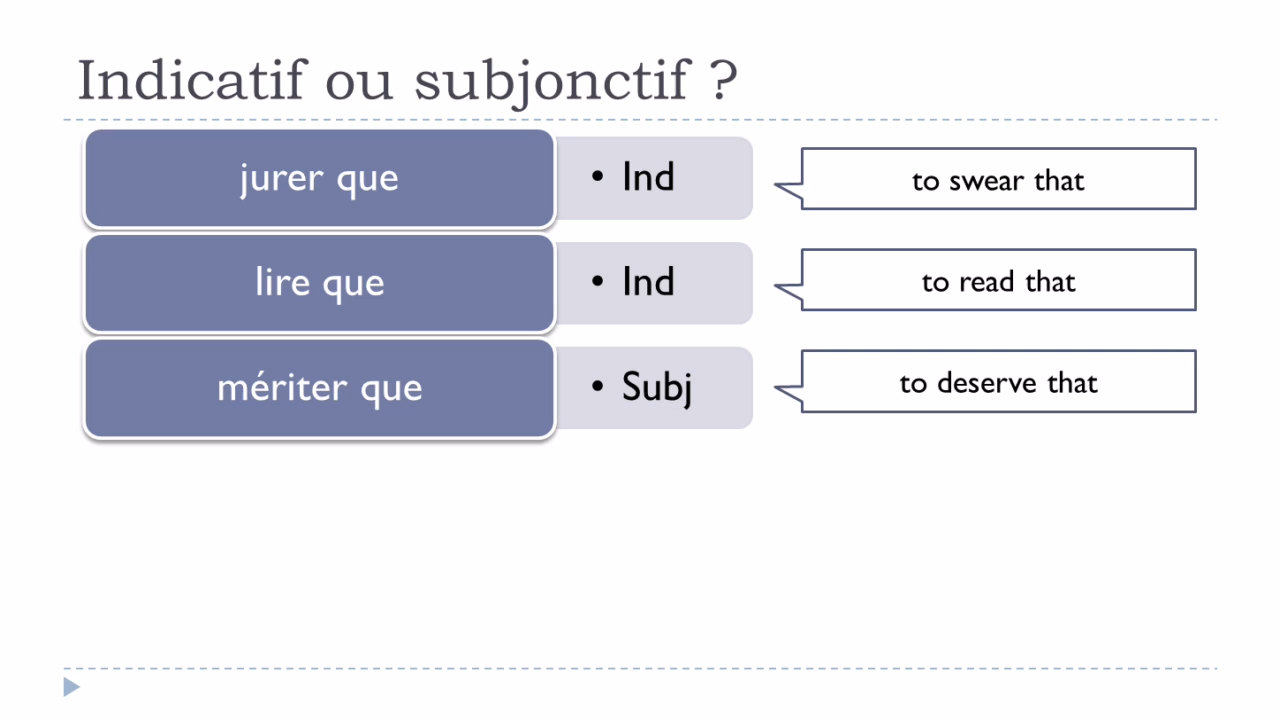 Indicatif ou subjonctif ?
jurer que
• Ind
to swear that
lire que
• Ind
to read that
mériter que
• Subj
to deserve that